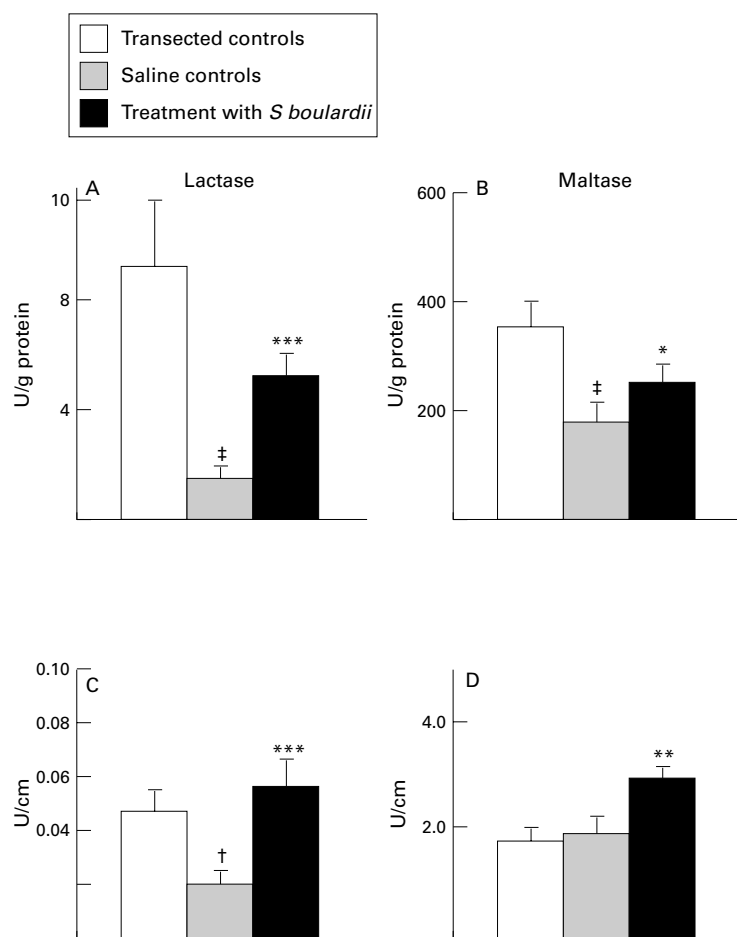 Transected controls
Saline controls
Treatment with S boulardii
A
Lactase
10
8
4
U/g protein
‡
***
B
Maltase
600
400
200
U/g protein
‡
*
C
0.10
0.08
0.06
0.04
U/cm
†
***
D
4.0
2.0
U/cm
**